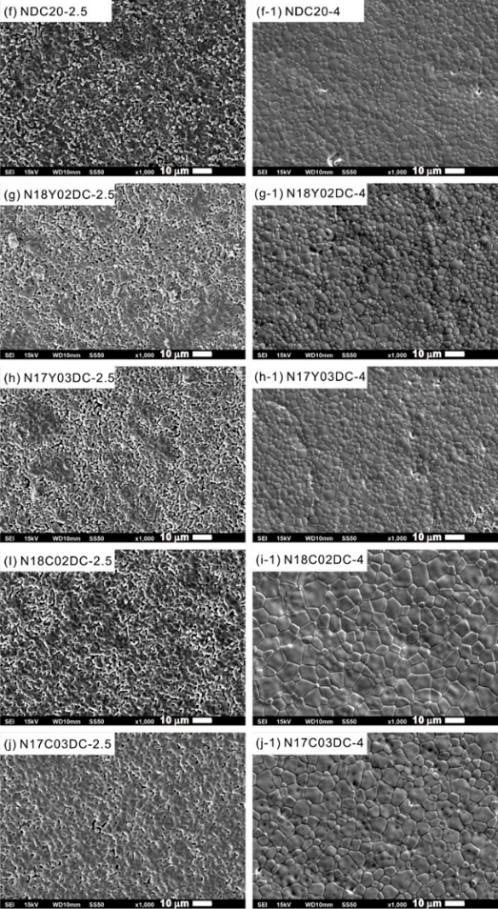 (f) NDC20-2.5
(f-1) NDC20-4
SEI 15kV WD10mm SS50 x1,000 10 μm
SEI 15kV WD10mm SS50 x1,000 10 μm
(g) N18Y02DC-2.5
(g-1) N18Y02DC-4
SEI 15kV WD10mm SS50 x1,000 10 μm
SEI 15kV WD10mm SS50 x1,000 10 μm
(h) N17Y03DC-2.5
(h-1) N17Y03DC-4
SEI 15kV WD10mm SS50 x1,000 10 μm
SEI 15kV WD10mm SS50 x1,000 10 μm
(I) N18C02DC-2.5
(i-1) N18C02DC-4
SEI 15kV WD10mm SS50 x1,000 10 μm
SEI 15kV WD10mm SS50 x1,000 10 μm
(j) N17C03DC-2.5
(j-1) N17C03DC-4
SEI 15kV WD10mm SS50 x1,000 10 μm
SEI 15kV WD10mm SS50 x1,000 10 μm